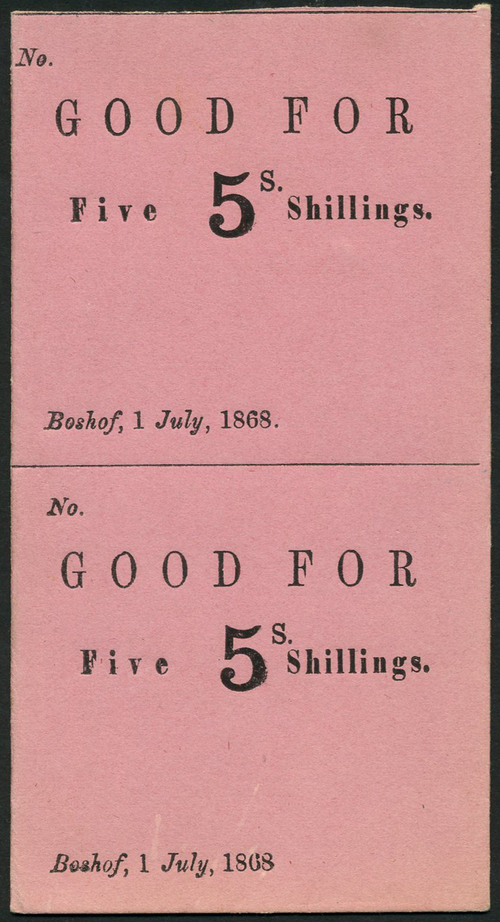 No.
GOOD FOR
Five 5S. Shillings.
Boshof, 1 July, 1868.
No.
GOOD FOR
Five 5S. Shillings.
Boshof, 1 July, 1868